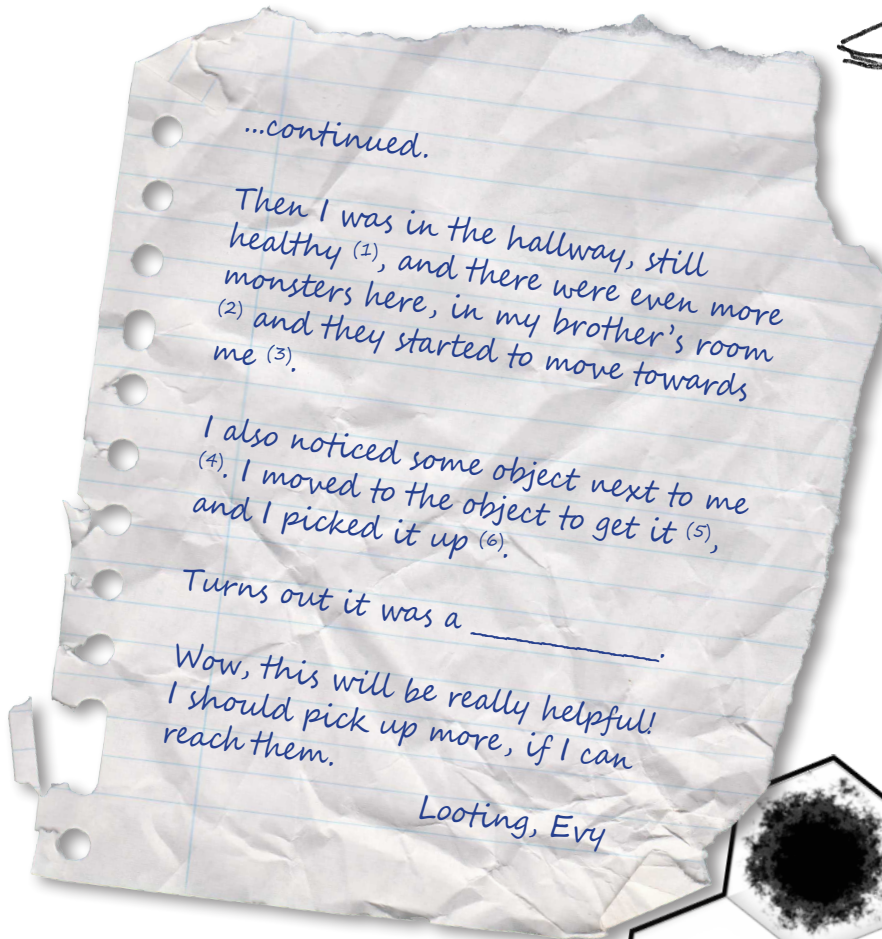 ...continued.
Then I was in the hallway, still
healthy (1), and there were even more
monsters here, in my brother's room
(2) and they started to move towards
me (3).
I also noticed some object next to me
(4). I moved to the object to get it (5),
and I picked it up (6).
Turns out it was a ____________.
Wow, this will be really helpful!
I should pick up more, if I can
reach them.
Looting, Evy